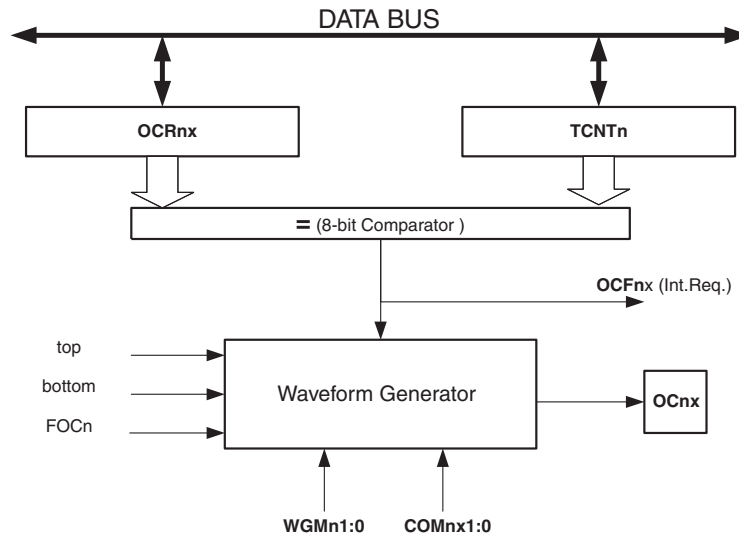 DATA BUS
OCRnx
TCNTn
= (8-bit Comparator )
OCFnx (Int.Req.)
top
bottom
FOCn
Waveform Generator
OCnx
WGMn1:0
COMnx1:0